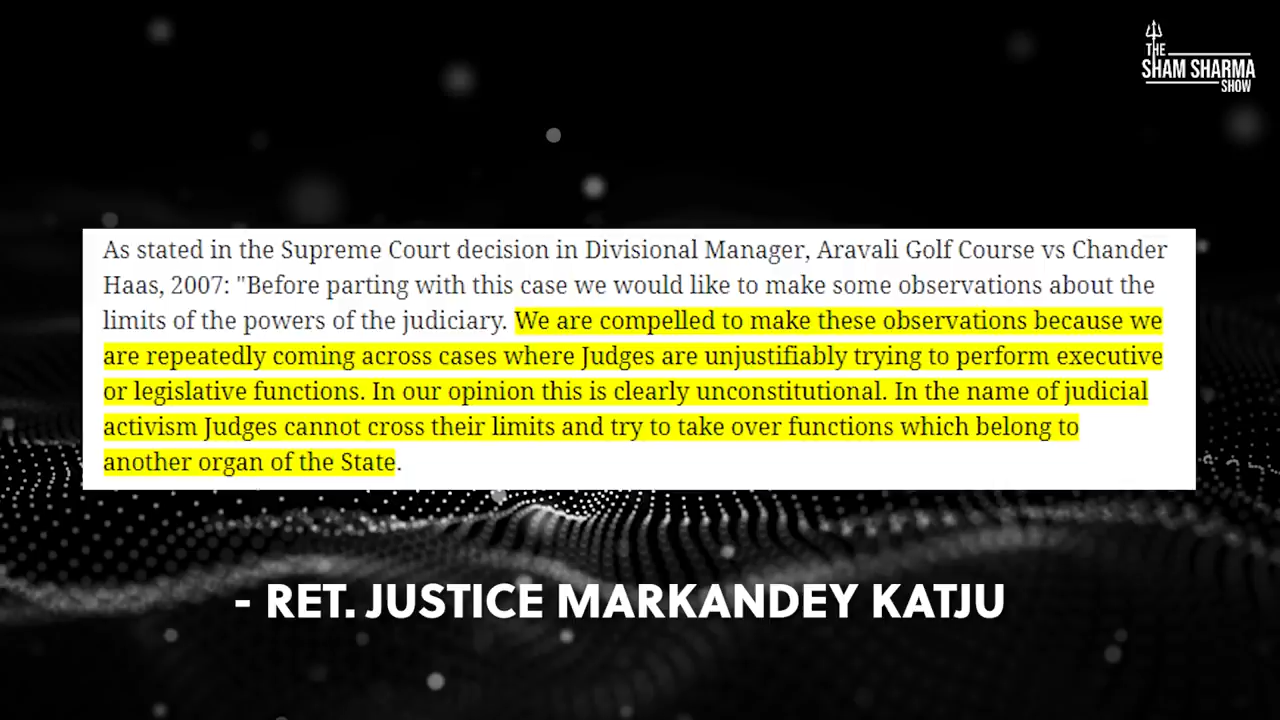 THE
SHAM SHARMA
SHOW
As stated in the Supreme Court decision in Divisional Manager, Aravali Golf Course vs Chander
Haas, 2007: "Before parting with this case we would like to make some observations about the
limits of the powers of the judiciary. We are compelled to make these observations because we
are repeatedly coming across cases where Judges are unjustifiably trying to perform executive
or legislative functions. In our opinion this is clearly unconstitutional. In the name of judicial
activism Judges cannot cross their limits and try to take over functions which belong to
another organ of the State.
- RET. JUSTICE MARKANDEY KATJU